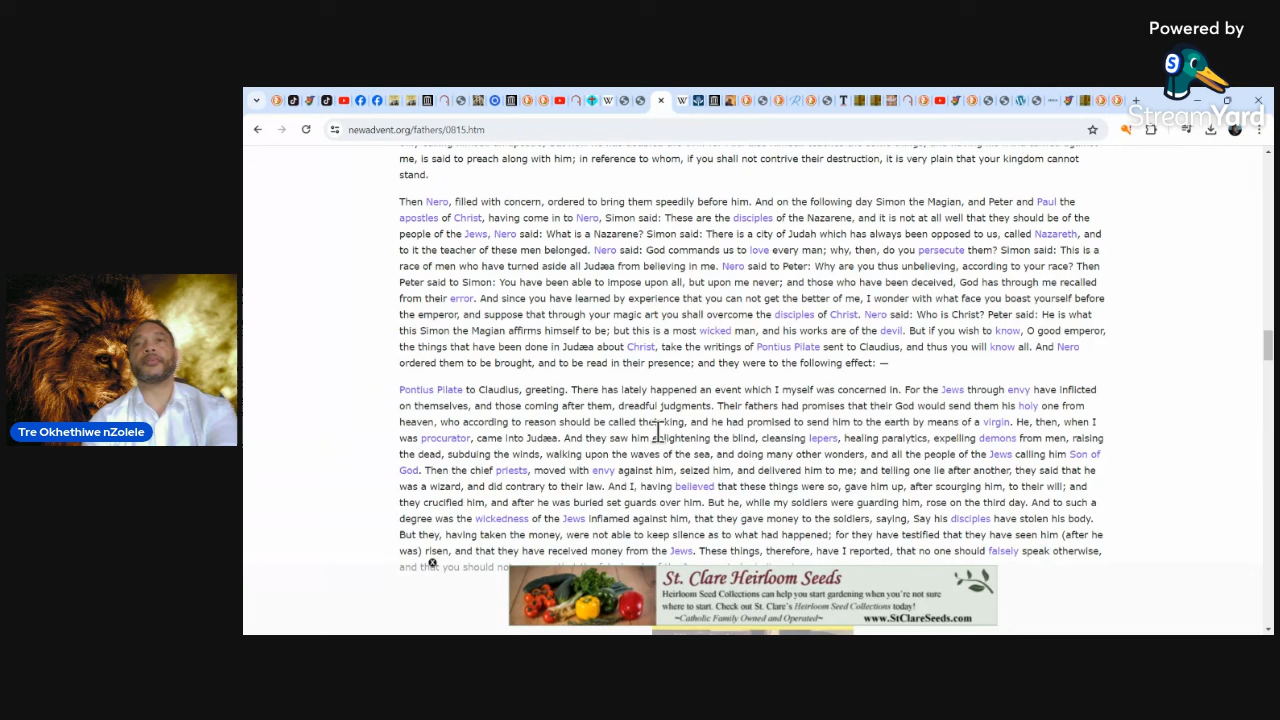 Powered by
StreamYard
newadvent.org/fathers/0815.htm
me, is said to preach along with him; in reference to whom, if you shall not contrive their destruction, it is very plain that your kingdom cannot
stand.
Then Nero, filled with concern, ordered to bring them speedily before him. And on the following day Simon the Magian, and Peter and Paul the
apostles of Christ, having come in to Nero, Simon said: These are the disciples of the Nazarene, and it is not at all well that they should be of the
people of the Jews, Nero said: What is a Nazarene? Simon said: There is a city of Judah which has always been opposed to us, called Nazareth, and
to it the teacher of these men belonged. Nero said: God commands us to love every man; why, then, do you persecute them? Simon said: This is a
race of men who have turned aside all Judæa from believing in me. Nero said to Peter: Why are you thus unbelieving, according to your race? Then
Peter said to Simon: You have been able to impose upon all, but upon me never; and those who have been deceived, God has through me recalled
from their error. And since you have learned by experience that you can not get the better of me, I wonder with what face you boast yourself before
the emperor, and suppose that through your magic art you shall overcome the disciples of Christ. Nero said: Who is Christ? Peter said: He is what
this Simon the Magian affirms himself to be; but this is a most wicked man, and his works are of the devil. But if you wish to know, O good emperor,
the things that have been done in Judæa about Christ, take the writings of Pontius Pilate sent to Claudius, and thus you will know all. And Nero
ordered them to be brought, and to be read in their presence; and they were to the following effect: —
Pontius Pilate to Claudius, greeting. There has lately happened an event which I myself was concerned in. For the Jews through envy have inflicted
on themselves, and those coming after them, dreadful judgments. Their fathers had promises that their God would send them his holy one from
heaven, who according to reason should be called their king, and he had promised to send him to the earth by means of a virgin. He, then, when I
was procurator, came into Judæa. And they saw him enlightening the blind, cleansing lepers, healing paralytics, expelling demons from men, raising
the dead, subduing the winds, walking upon the waves of the sea, and doing many other wonders, and all the people of the Jews calling him Son of
God. Then the chief priests, moved with envy against him, seized him, and delivered him to me; and telling one lie after another, they said that he
was a wizard, and did contrary to their law. And I, having believed that these things were so, gave him up, after scourging him, to their will; and
they crucified him, and after he was buried set guards over him. But he, while my soldiers were guarding him, rose on the third day. And to such a
degree was the wickedness of the Jews inflamed against him, that they gave money to the soldiers, saying, Say his disciples have stolen his body.
But they, having taken the money, were not able to keep silence as to what had happened; for they have testified that they have seen him (after he
was) risen, and that they have received money from the Jews. These things, therefore, have I reported, that no one should falsely speak otherwise,
and that you should not
St. Clare Heirloom Seeds
Heirloom Seed Collections can help you start gardening when you're not sure
where to start. Check out St. Clare's Heirloom Seed Collections today!
~Catholic Family Owned and Operated~ www.StClareSeeds.com
Tre Okhethiwe nZolele